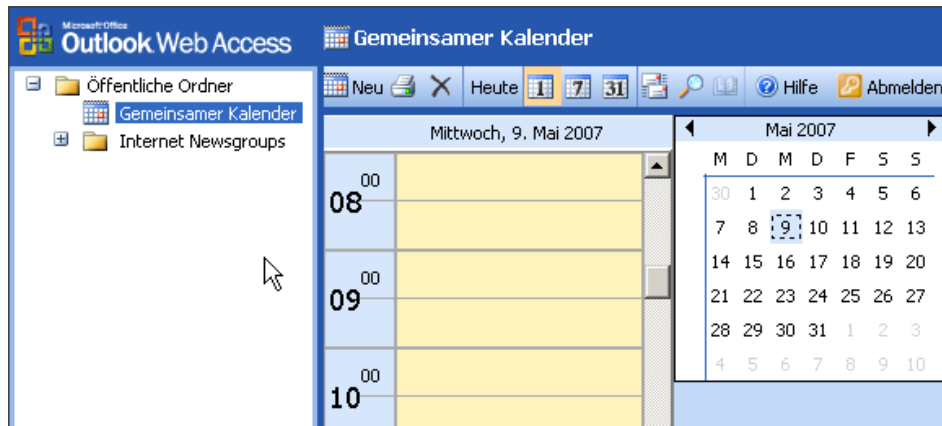 Microsoft Office
Outlook Web Access
Gemeinsamer Kalender
Öffentliche Ordner
Gemeinsamer Kalender
Internet Newsgroups
Neu Heute 1 7 31 Hilfe Abmelden
Mittwoch, 9. Mai 2007
08 00
09 00
10 00
Mai 2007
M D M D F S S
30 1 2 3 4 5 6
7 8 9 10 11 12 13
14 15 16 17 18 19 20
21 22 23 24 25 26 27
28 29 30 31 1 2 3
4 5 6 7 8 9 10